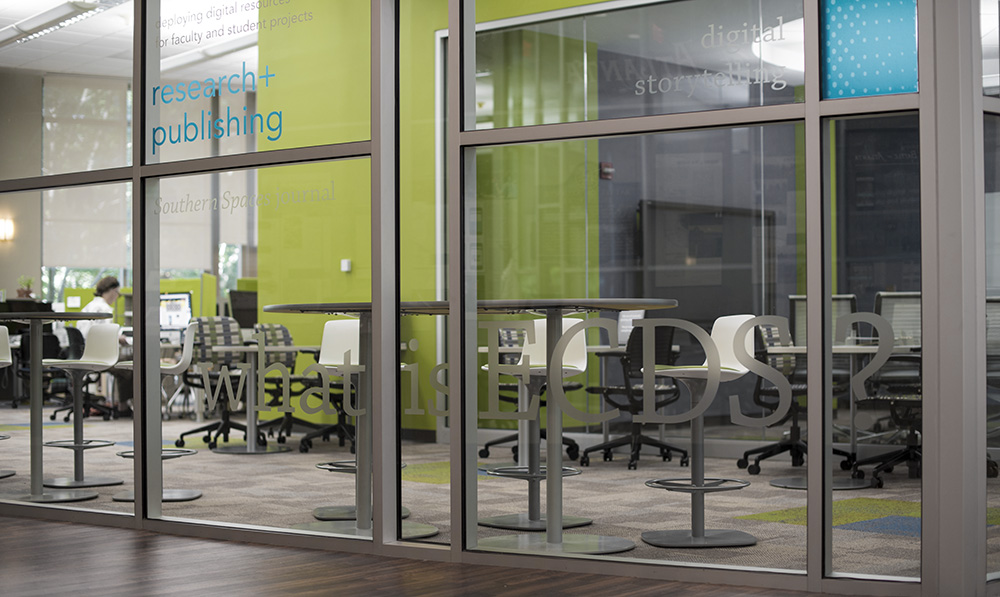 deploying digital resources
for faculty and student projects
research+
publishing
Southern Spaces journal
digital
storytelling
what is ECDS?